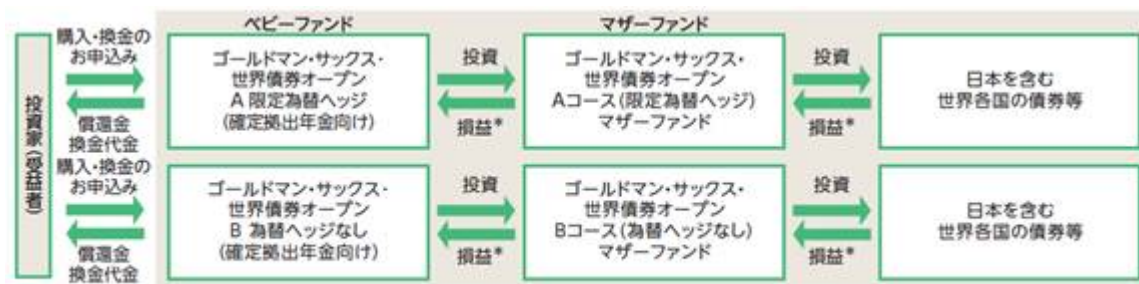 ベビーファンド
マザーファンド
投資家(受益者)
購入・換金の
お申込み
償還金
換金代金
ゴールドマン・サックス・
世界債券オープン
A 限定為替ヘッジ
(確定拠出年金向け)
投資
損益*
ゴールドマン・サックス・
世界債券オープン
Aコース(限定為替ヘッジ)
マザーファンド
投資
損益*
日本を含む
世界各国の債券等
購入・換金の
お申込み
償還金
換金代金
ゴールドマン・サックス・
世界債券オープン
B 為替ヘッジなし
(確定拠出年金向け)
投資
損益*
ゴールドマン・サックス・
世界債券オープン
Bコース(為替ヘッジなし)
マザーファンド
投資
損益*
日本を含む
世界各国の債券等